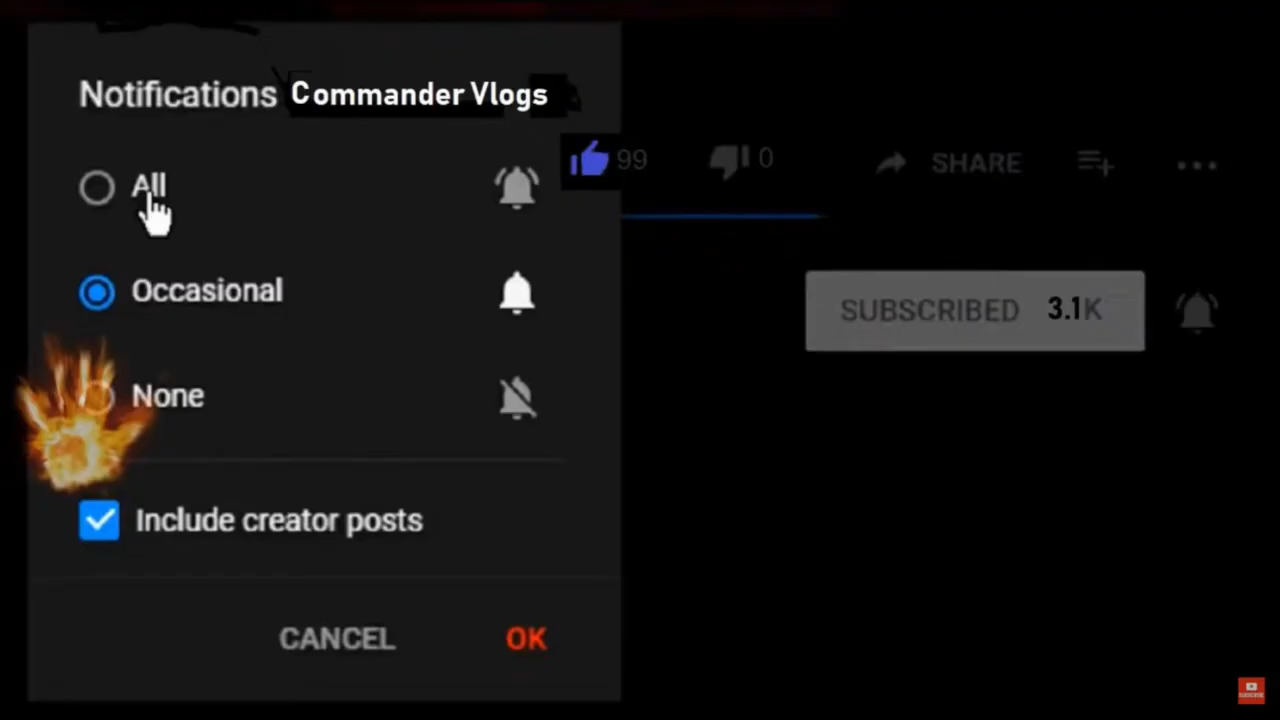 Notifications Commander Vlogs
All
Occasional
None
Include creator posts
CANCEL OK
99 0 SHARE
SUBSCRIBED 3.1K